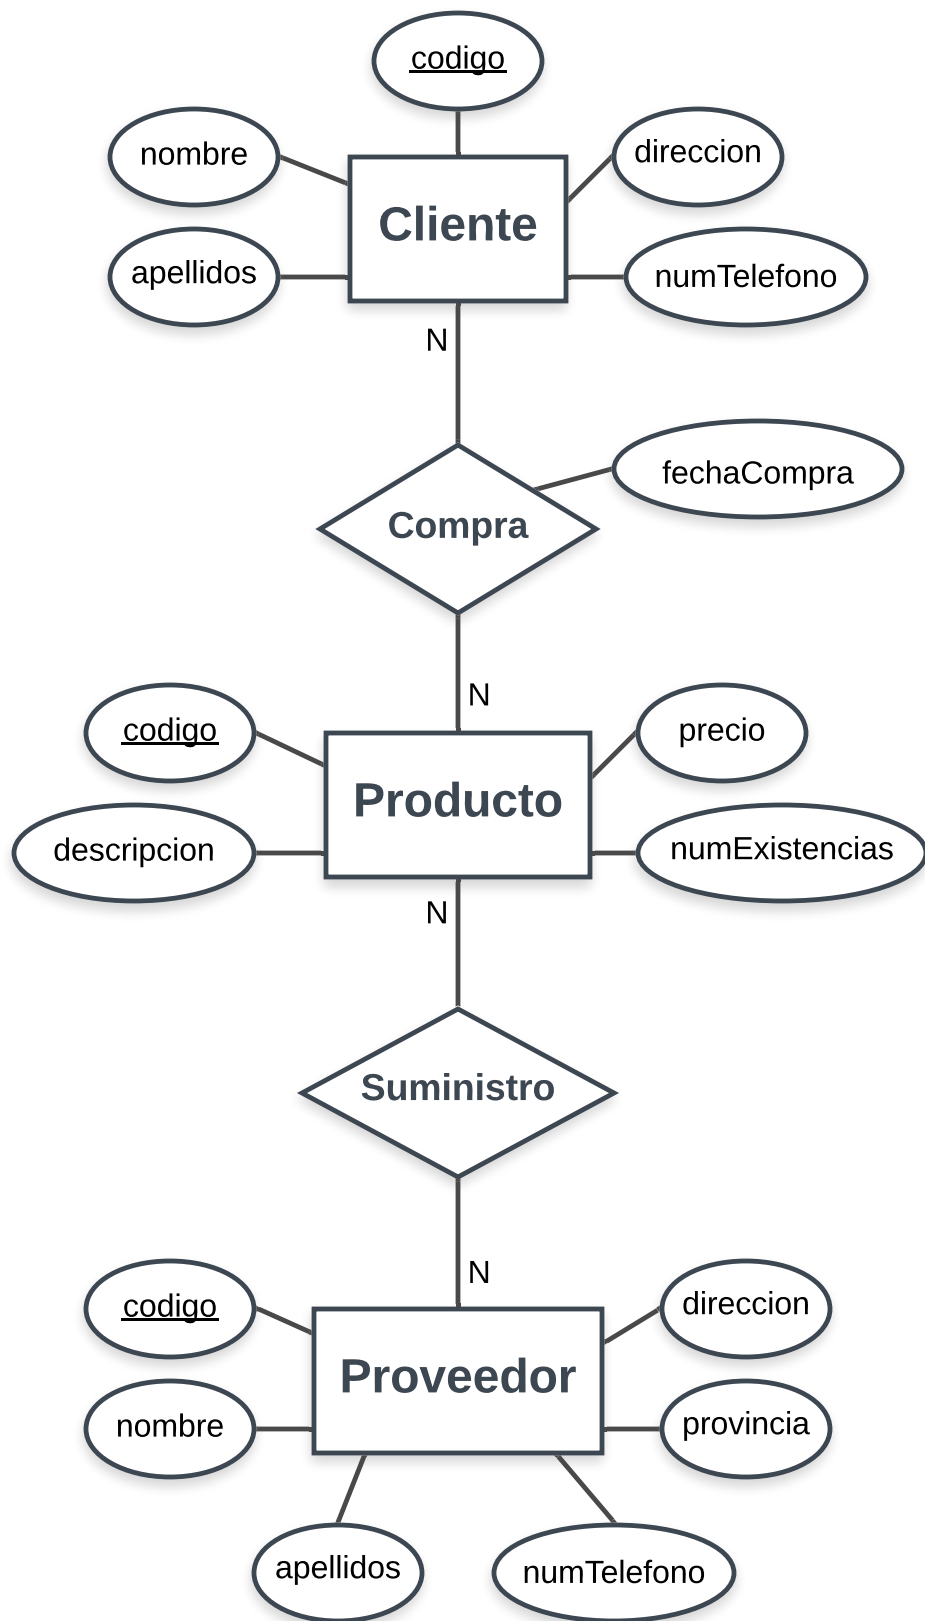 codigo
nombre
direccion
Cliente
apellidos
numTelefono
N
fechaCompra
Compra
N
codigo
precio
Producto
descripcion
numExistencias
N
Suministro
N
codigo
direccion
Proveedor
nombre
provincia
apellidos
numTelefono